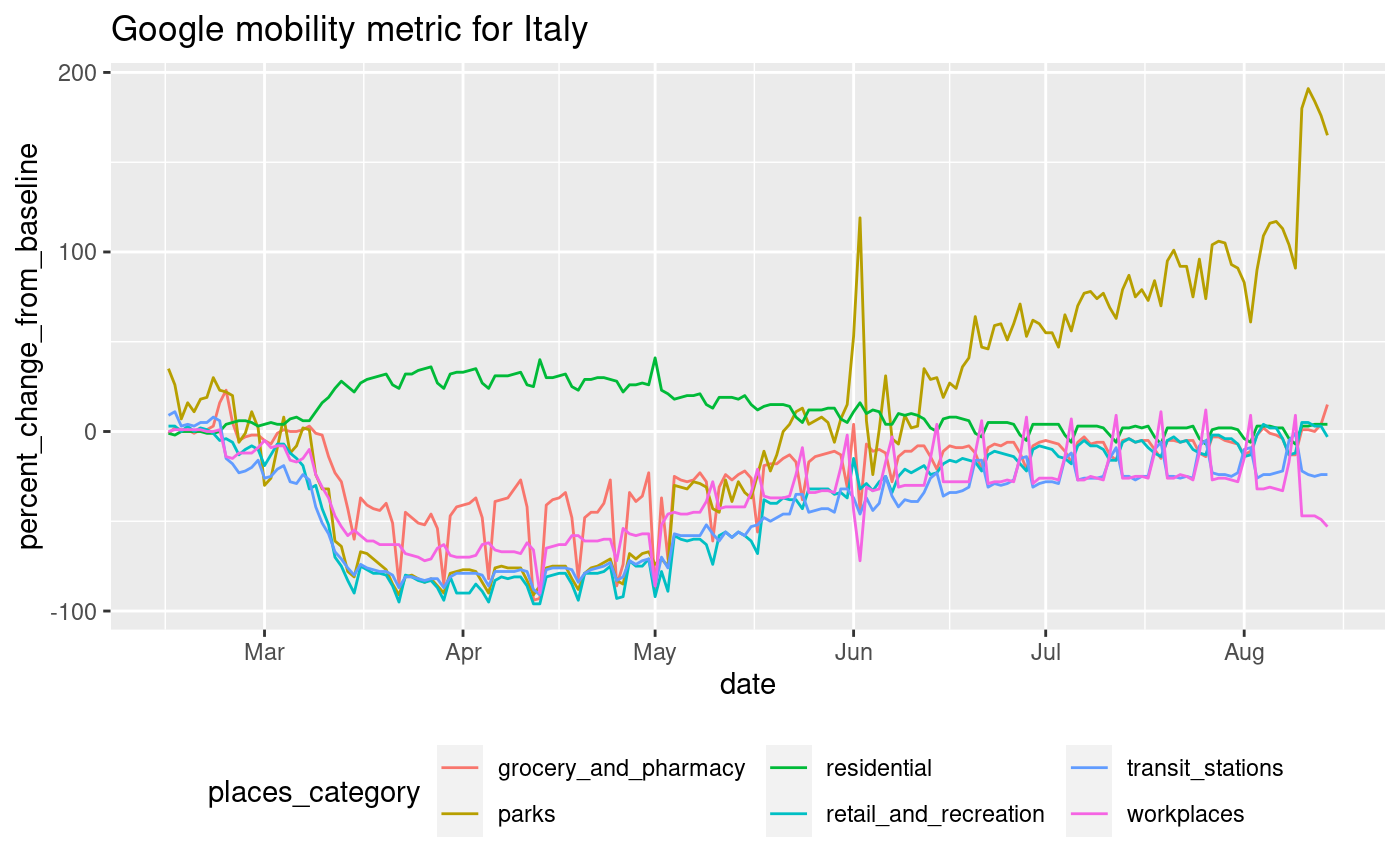 Google mobility metric for Italy
percent_change_from_baseline
200
100
0
-100
Mar Apr May Jun Jul Aug
date
places_category
grocery_and_pharmacy residential transit_stations
parks retail_and_recreation workplaces